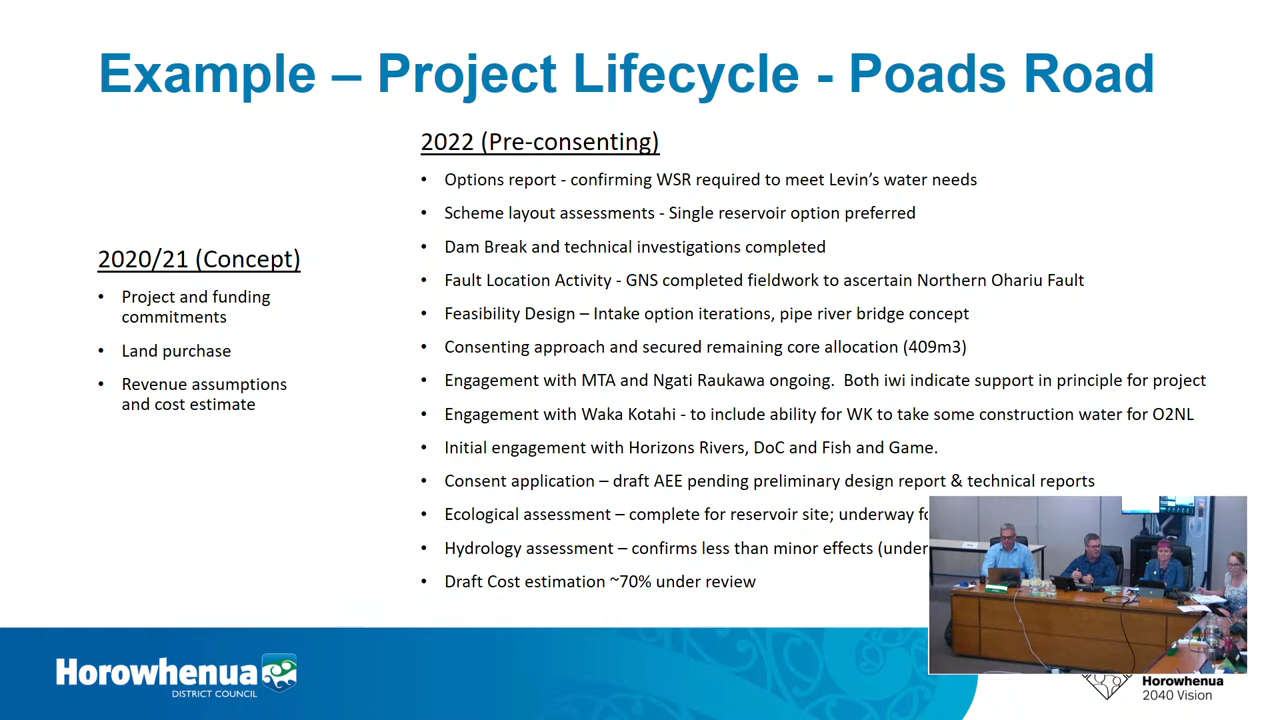 Example – Project Lifecycle - Poads Road
2020/21 (Concept)
• Project and funding
commitments
• Land purchase
• Revenue assumptions
and cost estimate
2022 (Pre-consenting)
• Options report - confirming WSR required to meet Levin’s water needs
• Scheme layout assessments - Single reservoir option preferred
• Dam Break and technical investigations completed
• Fault Location Activity - GNS completed fieldwork to ascertain Northern Ohariu Fault
• Feasibility Design – Intake option iterations, pipe river bridge concept
• Consenting approach and secured remaining core allocation (409m3)
• Engagement with MTA and Ngati Raukawa ongoing.  Both iwi indicate support in principle for project
• Engagement with Waka Kotahi - to include ability for WK to take some construction water for O2NL
• Initial engagement with Horizons Rivers, DoC and Fish and Game.
• Consent application – draft AEE pending preliminary design report & technical reports
• Ecological assessment – complete for reservoir site; underway
• Hydrology assessment – confirms less than minor effects
• Draft Cost estimation ~70% under review
Horowhenua
DISTRICT COUNCIL
Horowhenua
2040 Vision